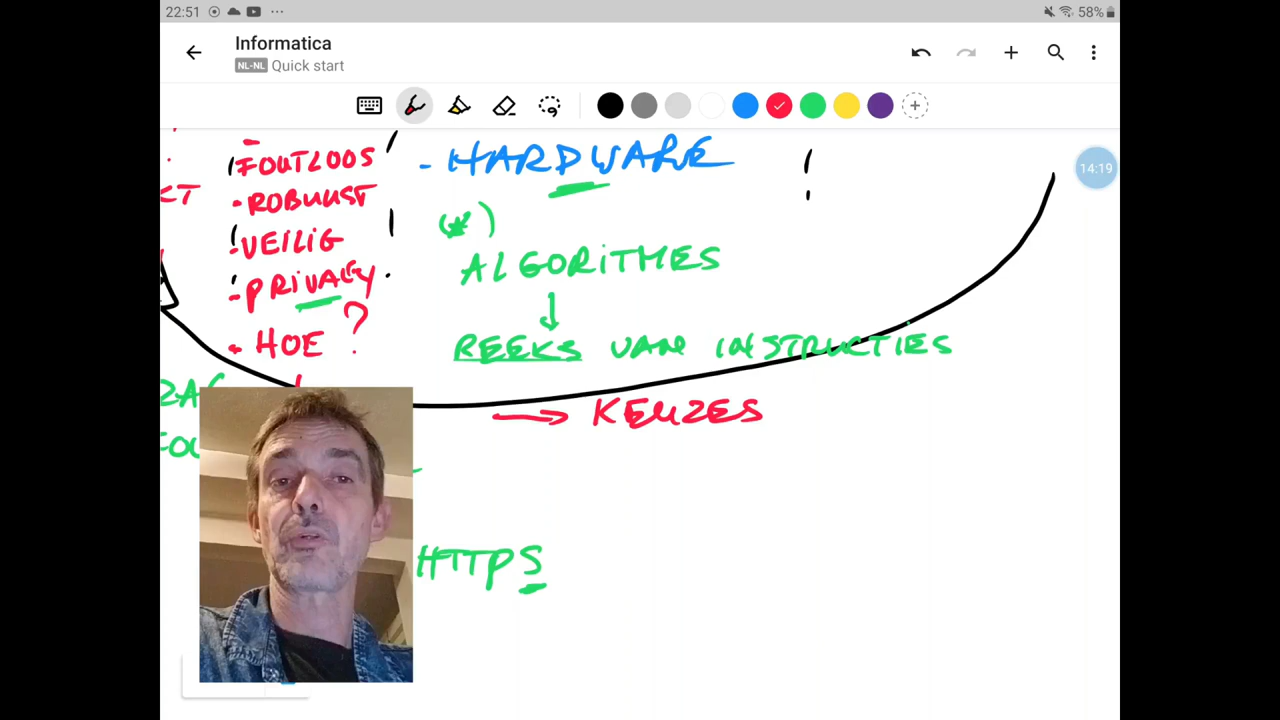 22:51
58%
Informatica
NL-NL Quick start
14:19
- HARDWARE
!
- FOUTLOOS
- ROBUUST
- VEILIG
- PRIVACY
- HOE ?
(*)
ALGORITMES
↓
REEKS VAN INSTRUCTIES
→ KEUZES
HTTPS